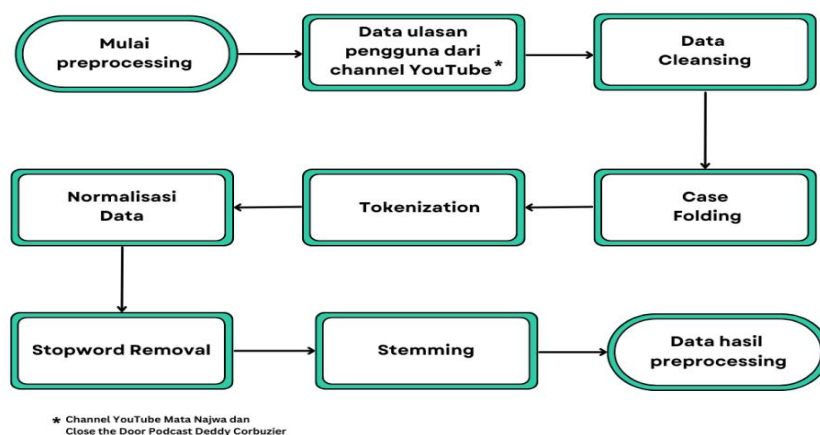 Mulai
preprocessing
Data ulasan
pengguna dari
channel YouTube*
Data
Cleansing
Case
Folding
Tokenization
Normalisasi
Data
Stopword Removal
Stemming
Data hasil
preprocessing
* Channel YouTube Mata Najwa dan
Close the Door Podcast Deddy Corbuzier